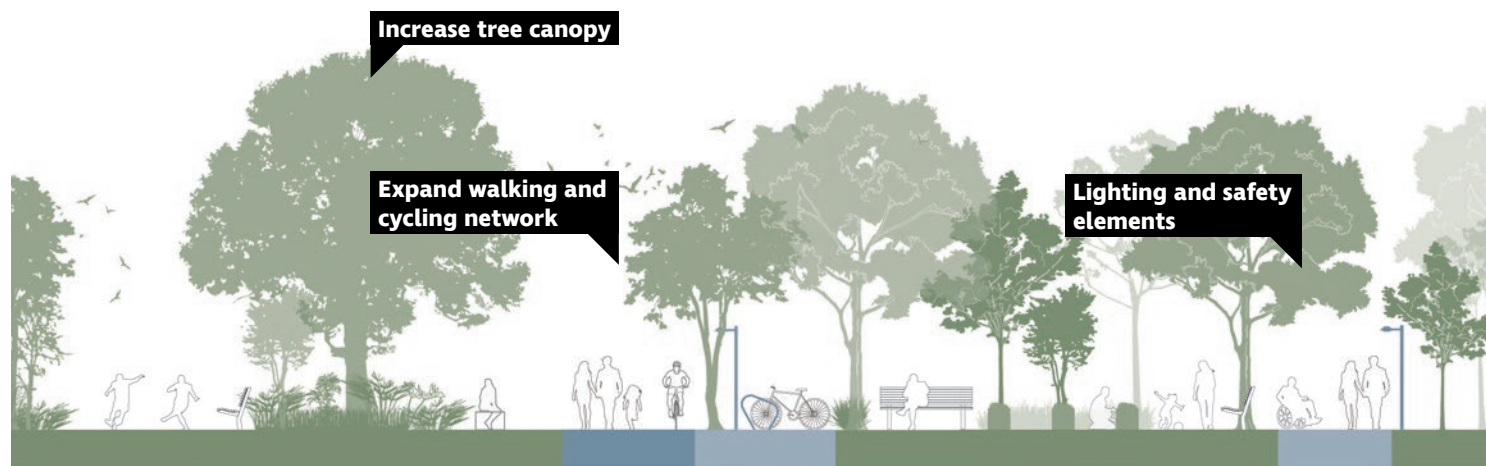 Increase tree canopy
Expand walking and
cycling network
Lighting and safety
elements